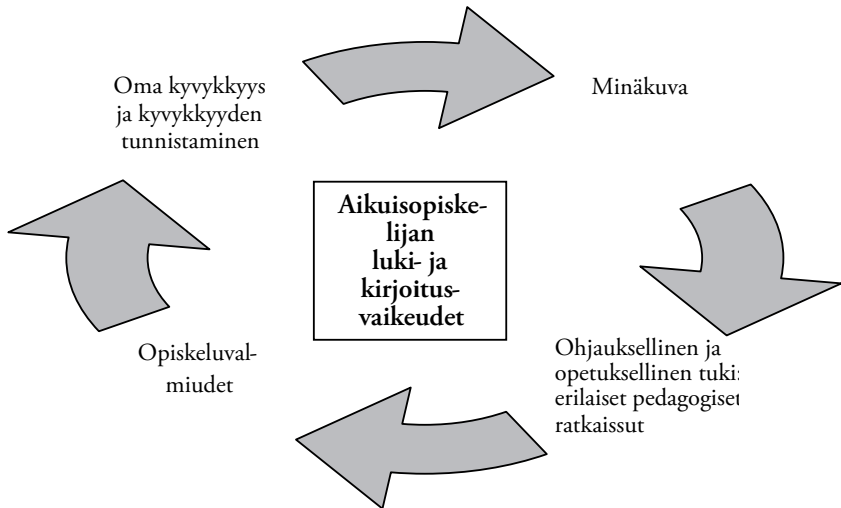 Oma kyvykkyys
ja kyvykkyyden
tunnistaminen
Minäkuva
Aikuisopiske-
lijan
luki- ja
kirjoitus-
vaikeudet
Opiskeluval-
miudet
Ohjauksellinen ja
opetuksellinen tuki:
erilaiset pedagogiset
ratkaissut